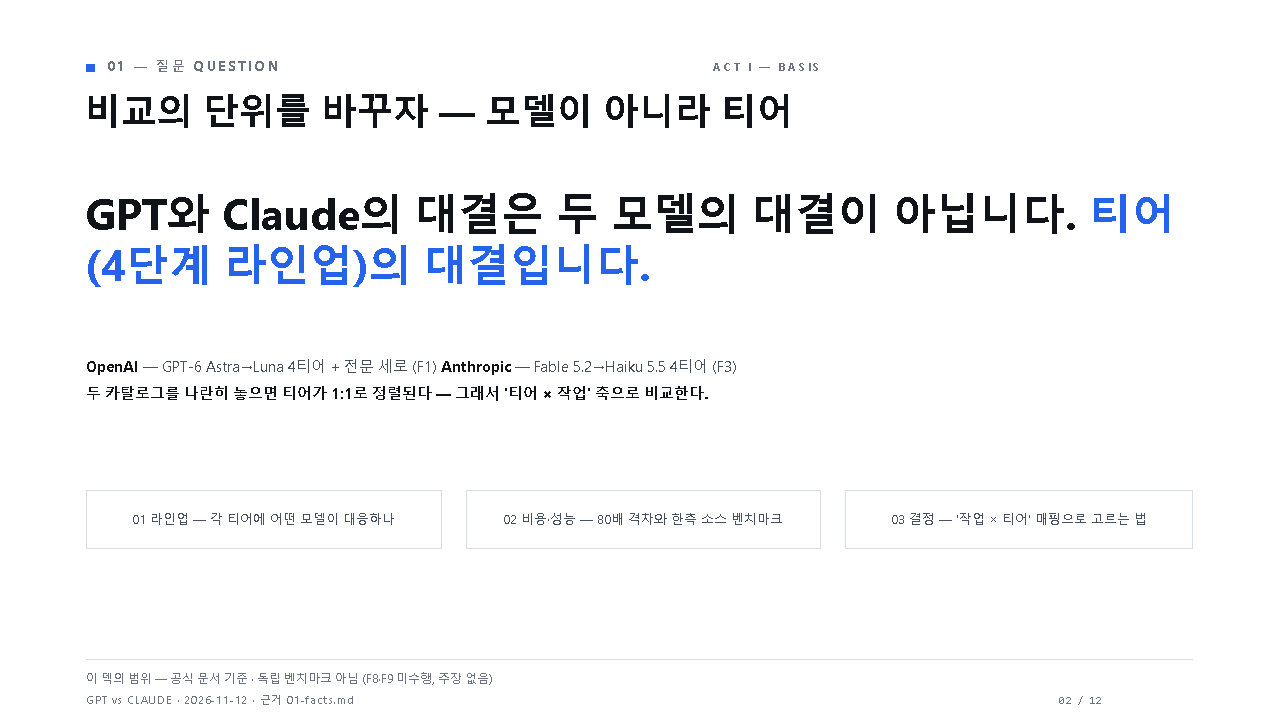 01 — 질문 QUESTION
ACT I — BASIS
비교의 단위를 바꾸자 — 모델이 아니라 티어
GPT와 Claude의 대결은 두 모델의 대결이 아닙니다. 티어
(4단계 라인업)의 대결입니다.
OpenAI — GPT-6 Astra→Luna 4티어 + 전문 세로 (F1) Anthropic — Fable 5.2→Haiku 5.5 4티어 (F3)
두 카탈로그를 나란히 놓으면 티어가 1:1로 정렬된다 — 그래서 '티어 × 작업' 축으로 비교한다.
01 라인업 — 각 티어에 어떤 모델이 대응하나
02 비용·성능 — 80배 격차와 한측 소스 벤치마크
03 결정 — '작업 × 티어' 매핑으로 고르는 법
이 덱의 범위 — 공식 문서 기준 · 독립 벤치마크 아님 (F8·F9 미수행, 주장 없음)
GPT vs CLAUDE · 2026-11-12 · 근거 01-facts.md
02 / 12